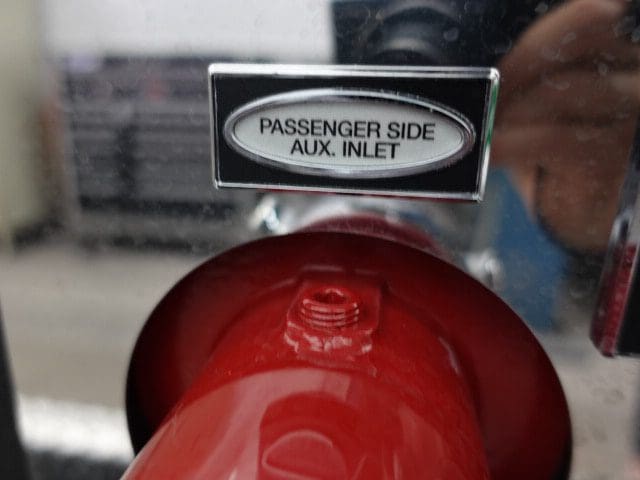 PASSENGER SIDE
AUX. INLET